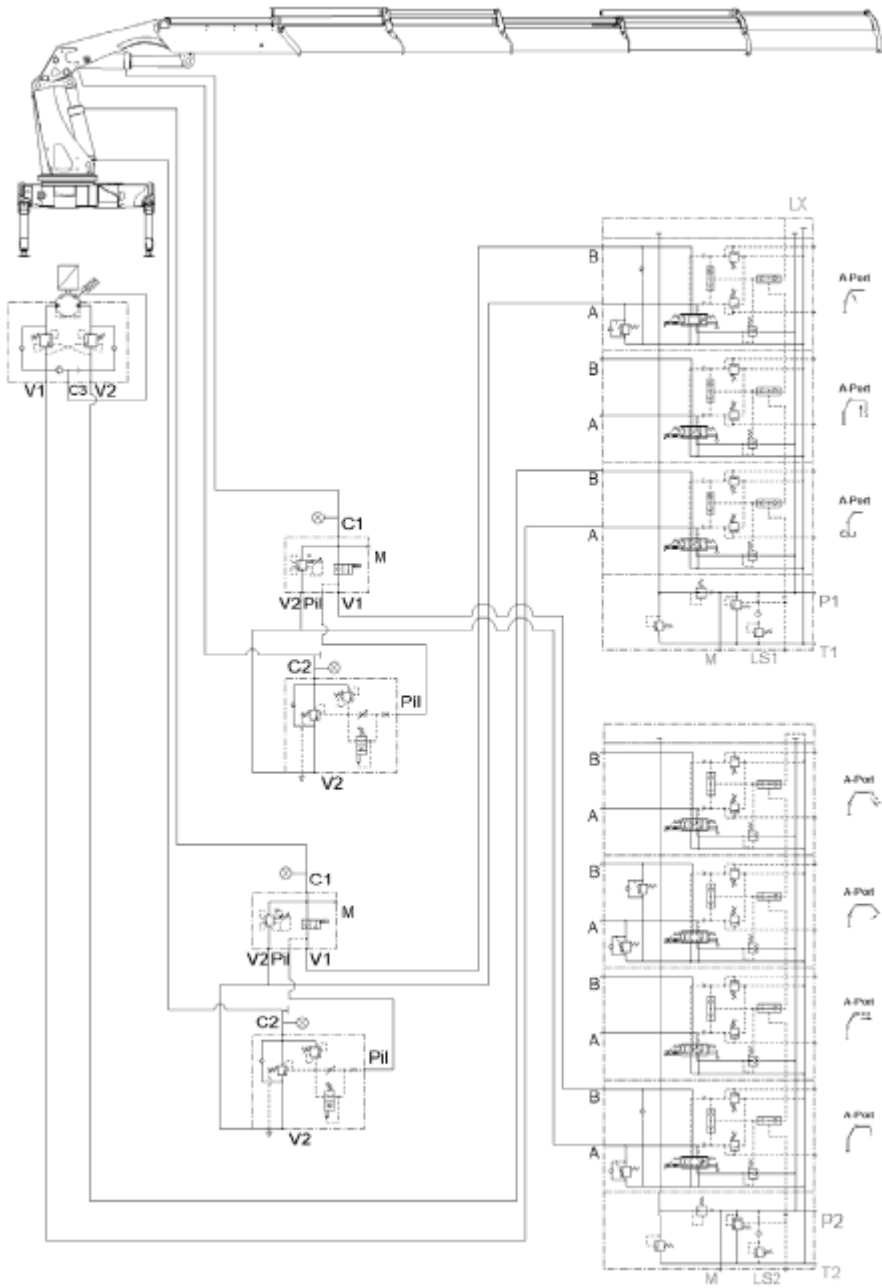 LX
B
A-Port
A
B
A-Port
A
V1 C3 V2
B
A-Port
A
C1
M
V2 Pil V1
P1
C2
T1
M LS1
Pil
V2
B
A-Port
A
C1
B
A-Port
M
A
V2 Pil V1
B
A-Port
C2
A
Pil
B
A-Port
V2
A
P2
T2
M LS2